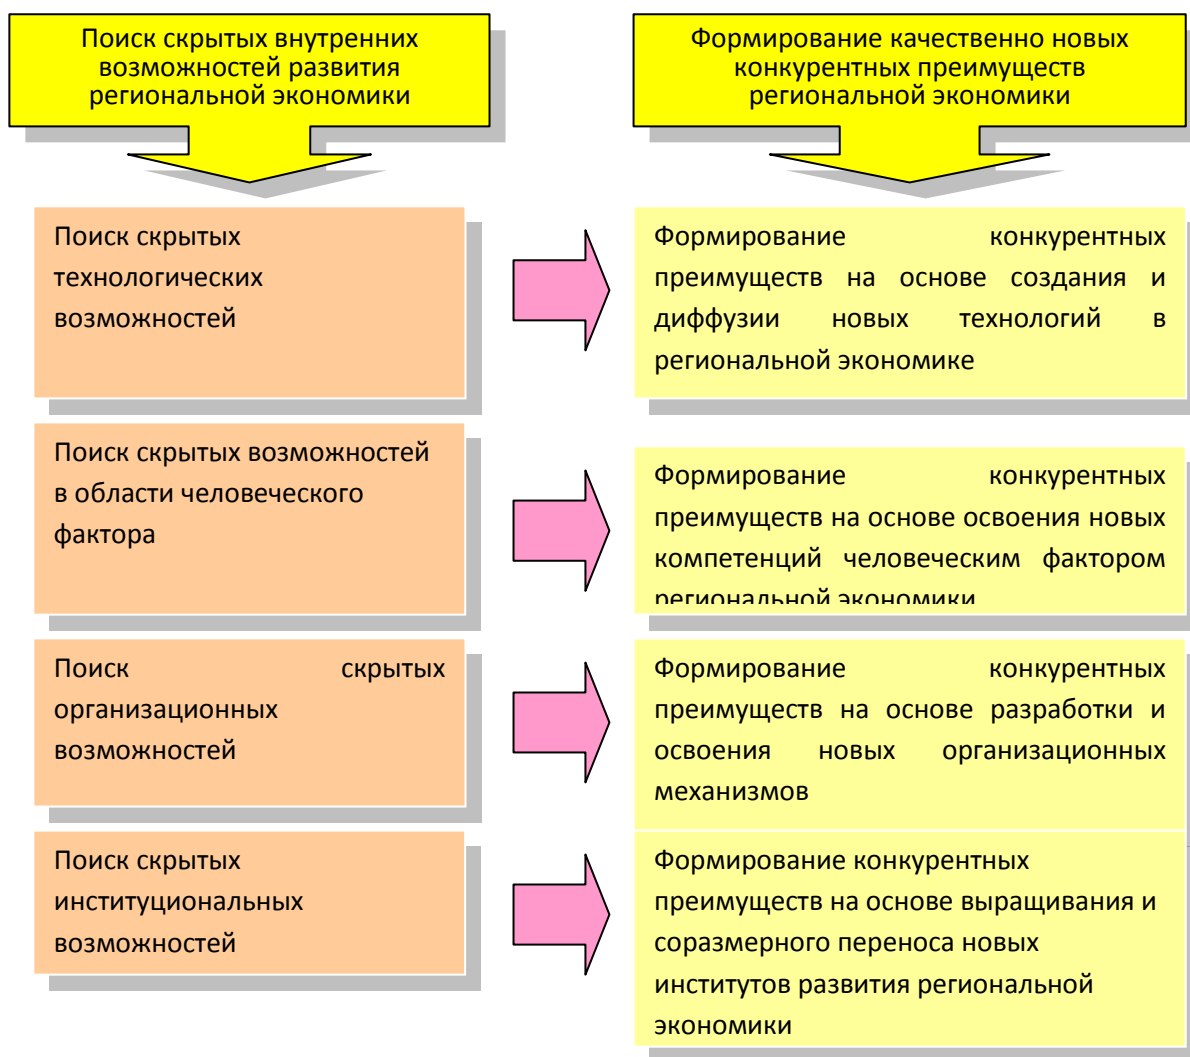 Поиск скрытых внутренних
возможностей развития
региональной экономики
Формирование качественно новых
конкурентных преимуществ
региональной экономики
Поиск скрытых
технологических
возможностей
Формирование конкурентных
преимуществ на основе создания и
диффузии новых технологий в
региональной экономике
Поиск скрытых возможностей
в области человеческого
фактора
Формирование конкурентных
преимуществ на основе освоения новых
компетенций человеческим фактором
региональной экономики
Поиск скрытых
организационных
возможностей
Формирование конкурентных
преимуществ на основе разработки и
освоения новых организационных
механизмов
Поиск скрытых
институциональных
возможностей
Формирование конкурентных
преимуществ на основе выращивания и
соразмерного переноса новых
институтов развития региональной
экономики